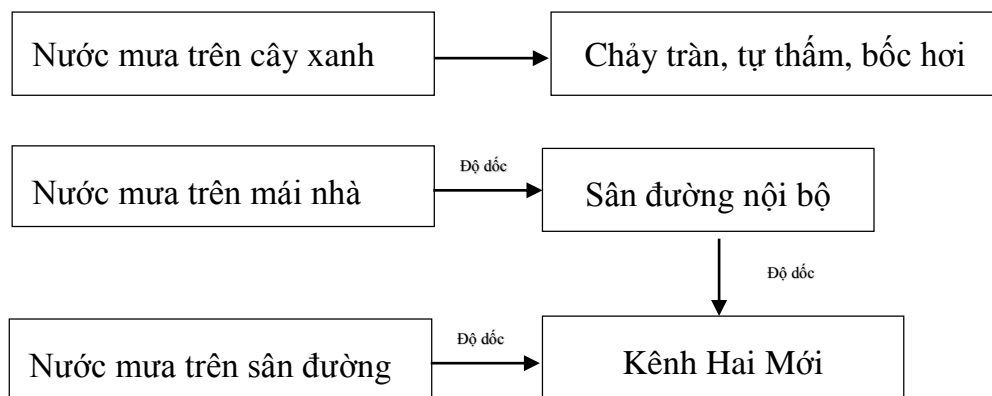 Nước mưa trên cây xanh
Chảy tràn, tự thấm, bốc hơi
Nước mưa trên mái nhà
Độ dốc
Sân đường nội bộ
Độ dốc
Nước mưa trên sân đường
Độ dốc
Kênh Hai Mới